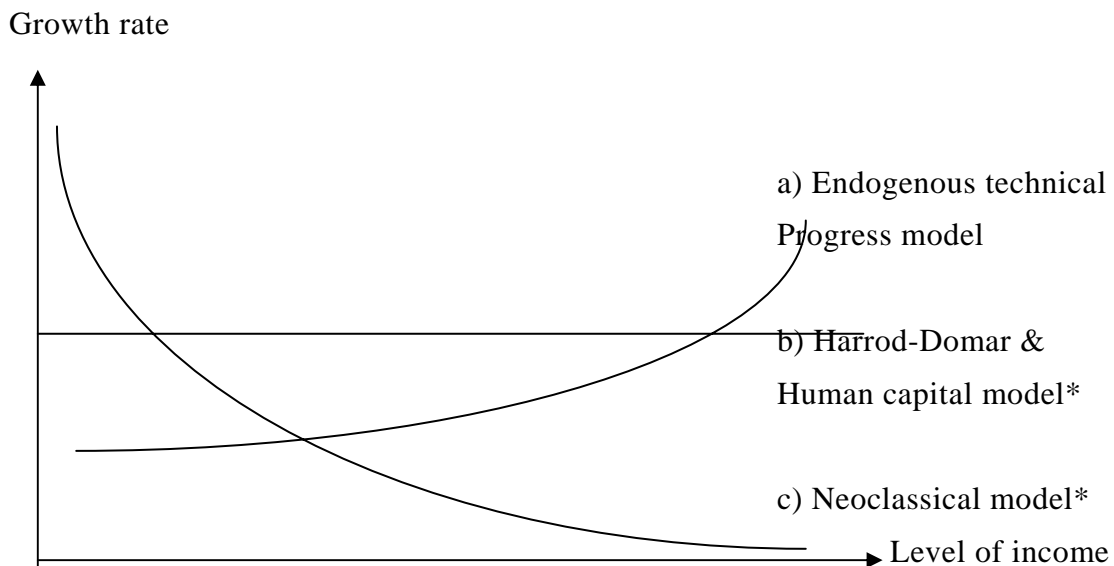 Growth rate
a) Endogenous technical
Progress model
b) Harrod-Domar &
Human capital model*
c) Neoclassical model*
Level of income